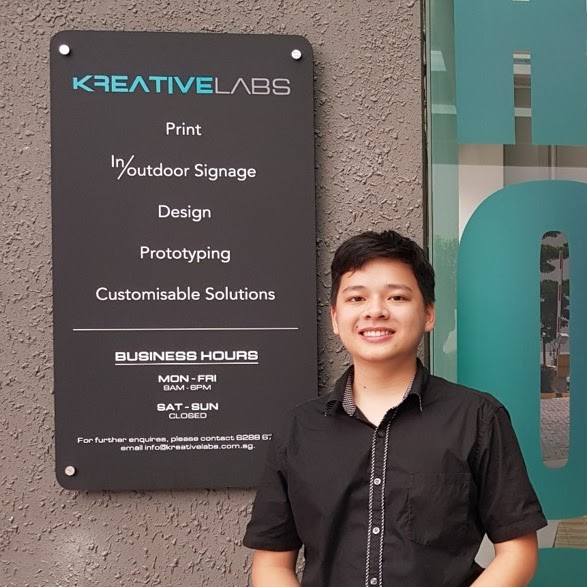 KREATIVELABS
Print
In/outdoor Signage
Design
Prototyping
Customisable Solutions
BUSINESS HOURS
MON - FRI
9AM - 6PM
SAT - SUN
CLOSED
For further enquires, please contact 6288 67
email info@kreativelabs.com.sg.